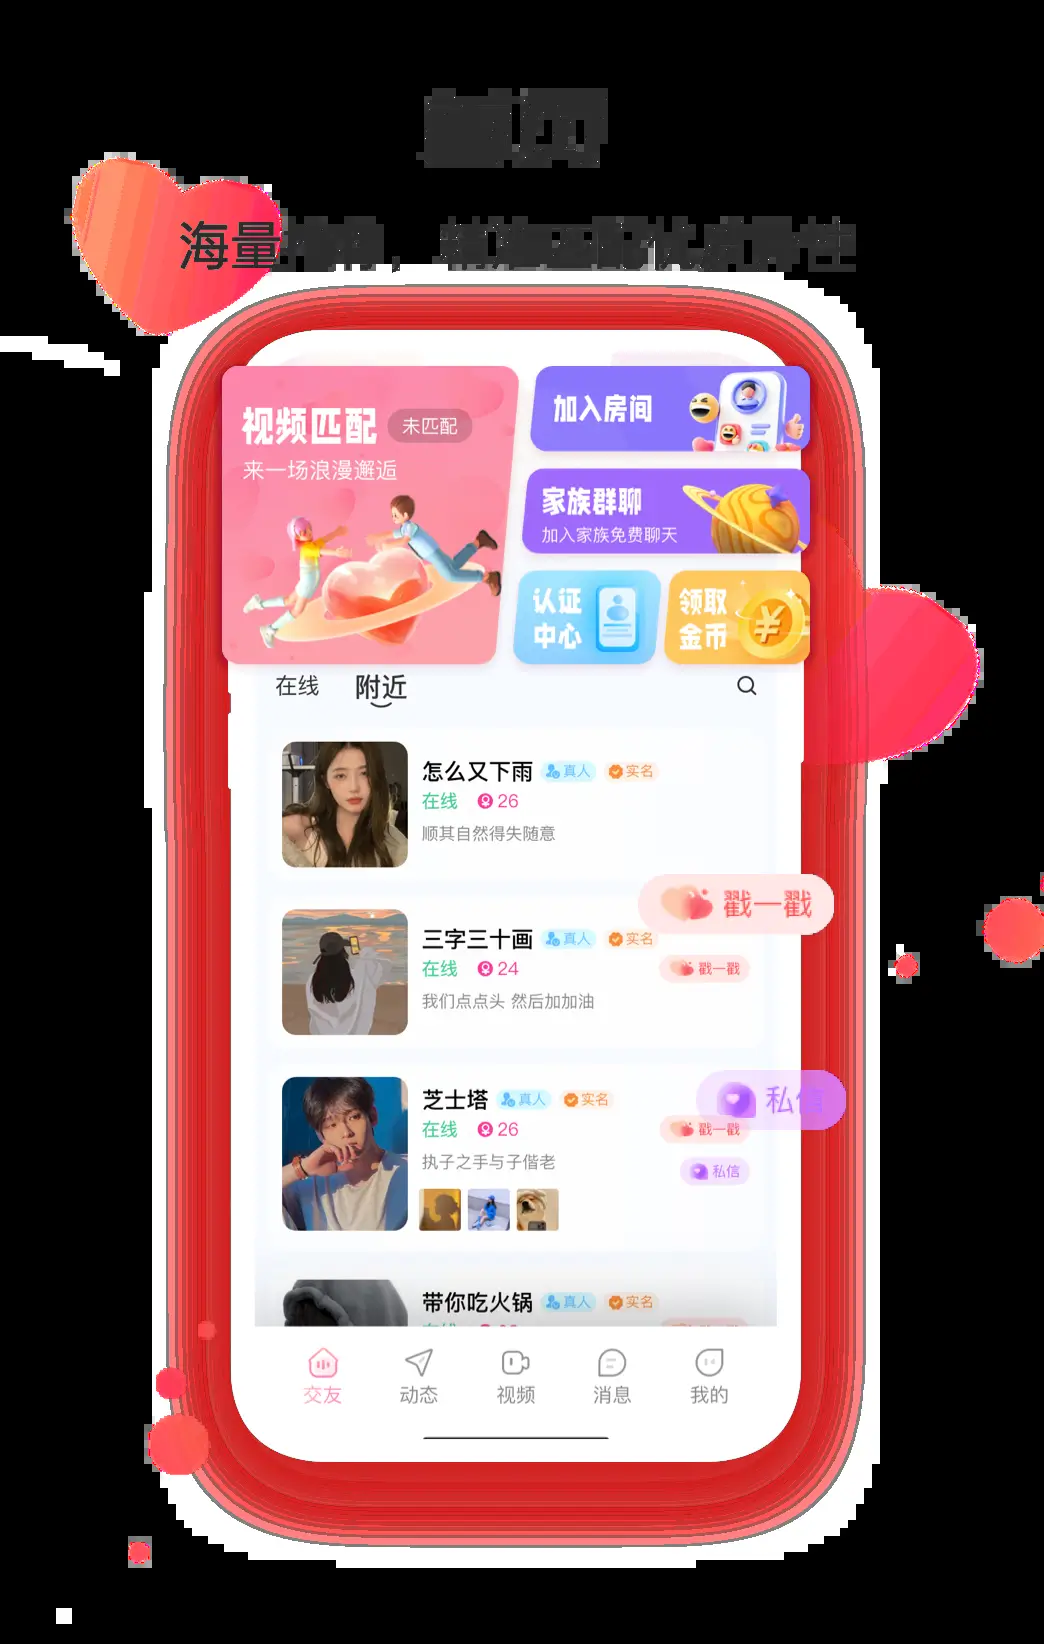 海量
视频匹配 未匹配
来一场浪漫邂逅
加入房间
家族群聊
加入家族免费聊天
认证
中心
领取
金币
在线 附近
怎么又下雨 真人 实名
在线 26
顺其自然得失随意
戳一戳
三字三十画 真人 实名
在线 24
戳一戳
我们点点头 然后加加油
芝士塔 真人 实名
私信
在线 26
戳一戳
执子之手与子偕老
私信
带你吃火锅 真人 实名
交友 动态 视频 消息 我的